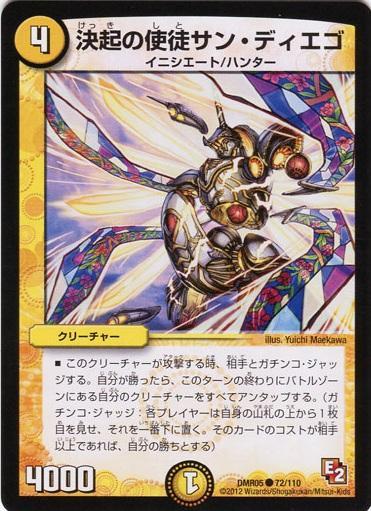 4
けっき しと
決起の使徒サン・ディエゴ
イニシエート/ハンター
クリーチャー
illus. Yuichi Maekawa
■ このクリーチャーが攻撃する時、相手とガチンコ・ジャッ
ジする。自分が勝ったら、このターンの終わりにバトルゾー
ンにある自分のクリーチャーをすべてアンタップする。（ガ
チンコ・ジャッジ：各プレイヤーは自身の山札の上から1枚
目を見せ、それを一番下に置く。そのカードのコストが相手
以上であれば、自分の勝ちとする）
4000
1
E2
DMR05 ● 72/110
©2012 Wizards/Shogakukan/Mitsui-Kids